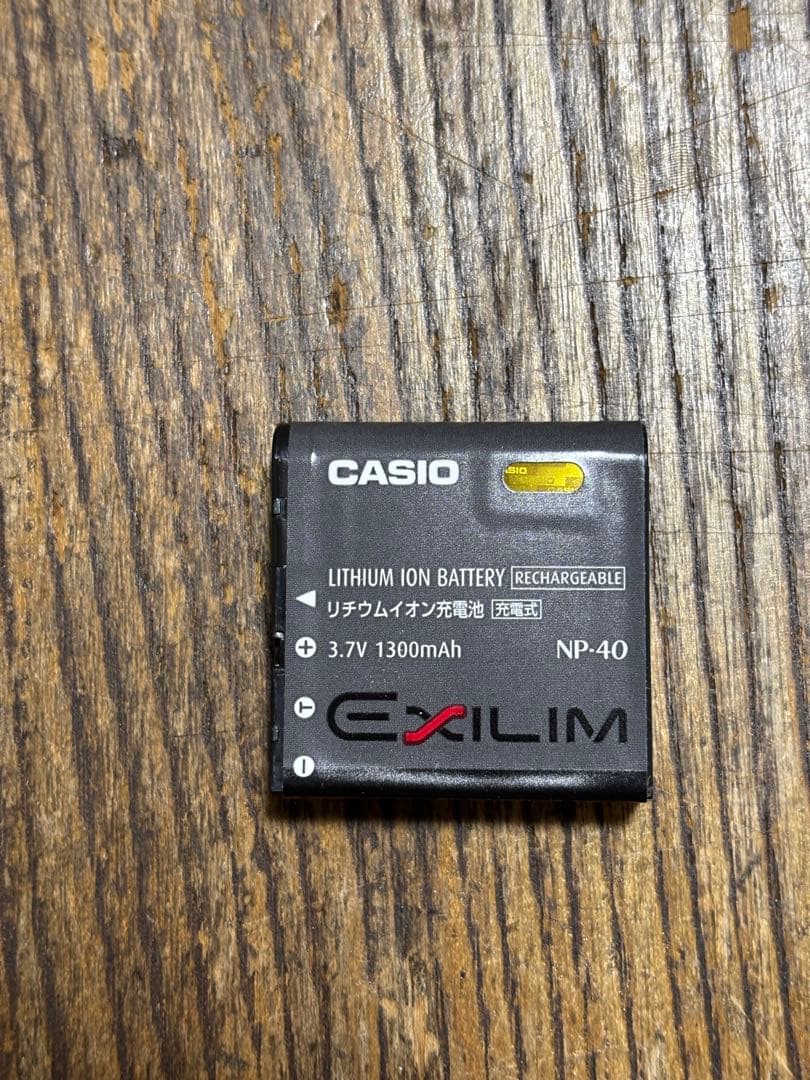 CASIO
LITHIUM ION BATTERY RECHARGEABLE
リチウムイオン充電池 充電式
3.7V 1300mAh NP-40
T
EXILIM